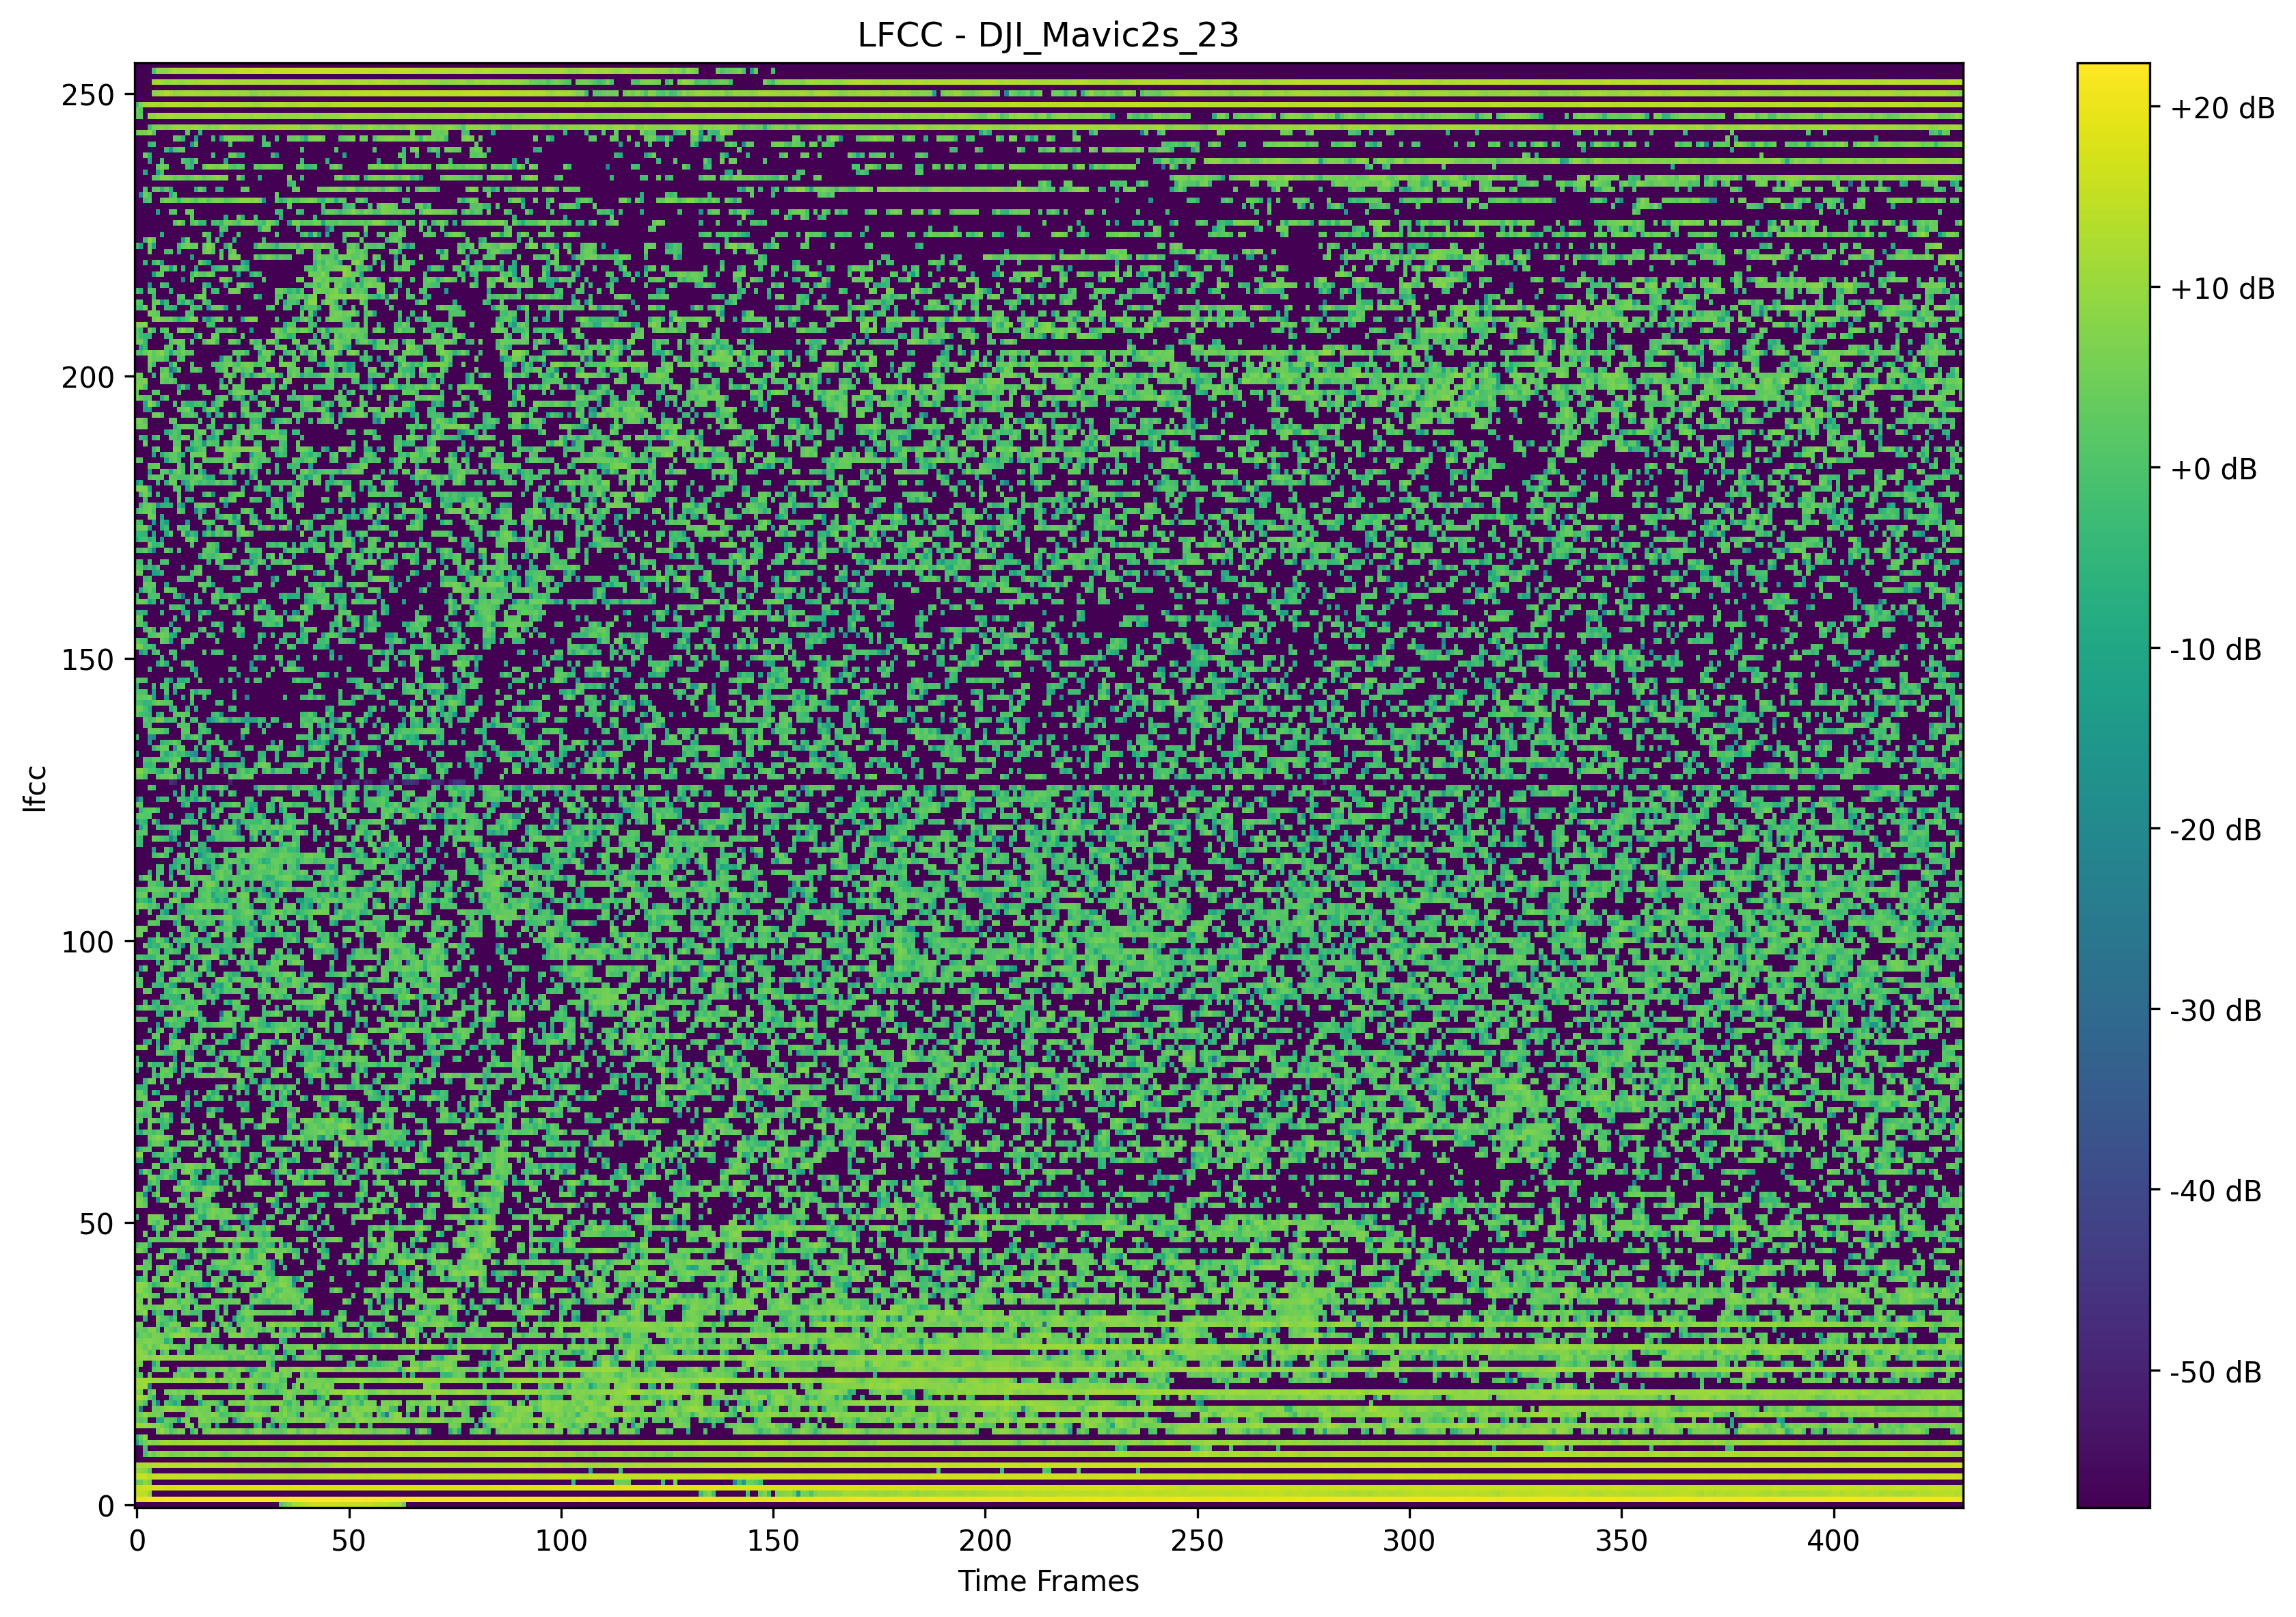 LFCC - DJI_Mavic2s_23
250
200
150
100
50
0
lfcc
0 50 100 150 200 250 300 350 400
Time Frames
+20 dB
+10 dB
+0 dB
-10 dB
-20 dB
-30 dB
-40 dB
-50 dB